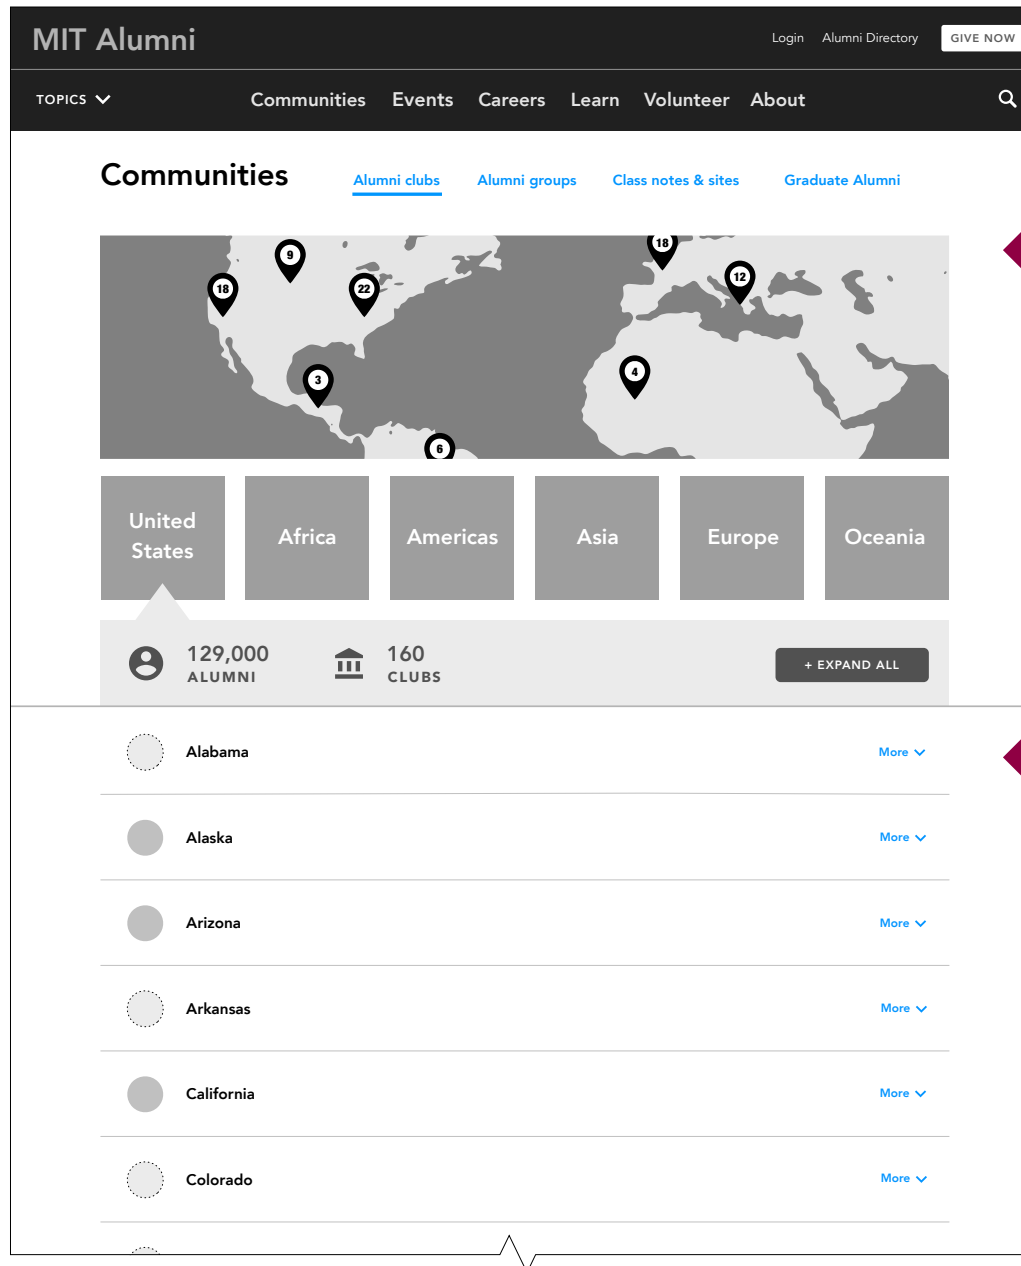 MIT Alumni
Login Alumni Directory GIVE NOW
TOPICS Communities Events Careers Learn Volunteer About
Communities Alumni clubs Alumni groups Class notes & sites Graduate Alumni
18
9
12
18
22
4
3
6
United
States
Africa
Americas
Asia
Europe
Oceania
129,000
ALUMNI
160
CLUBS
+ EXPAND ALL
Alabama More
Alaska More
Arizona More
Arkansas More
California More
Colorado More